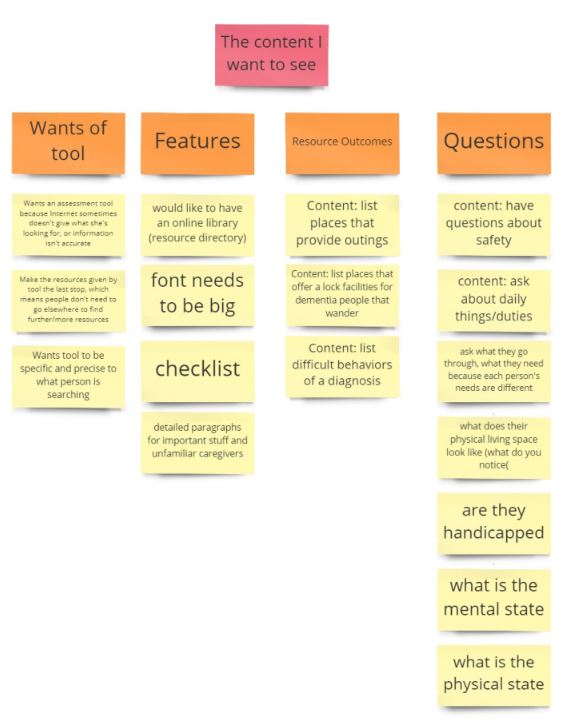 The content I
want to see
Wants of
tool
Wants an assessment tool
because Internet sometimes
doesn't give what she's
looking for, or information
isn't accurate
Make the resources given by
tool the last stop, which
means people don't need to
go elsewhere to find
further/more resources
Wants tool to be
specific and precise to
what person is
searching
Features
would like to have
an online library
(resource directory)
font needs
to be big
checklist
detailed paragraphs
for important stuff and
unfamiliar caregivers
Resource Outcomes
Content: list
places that
provide outings
Content: list places that
offer a lock facilities for
dementia people that
wander
Content: list
difficult behaviors
of a diagnosis
Questions
content: have
questions about
safety
content: ask
about daily
things/duties
ask what they go
through, what they need
because each person's
needs are different
what does their
physical living space
look like (what do you
notice(
are they
handicapped
what is the
mental state
what is the
physical state